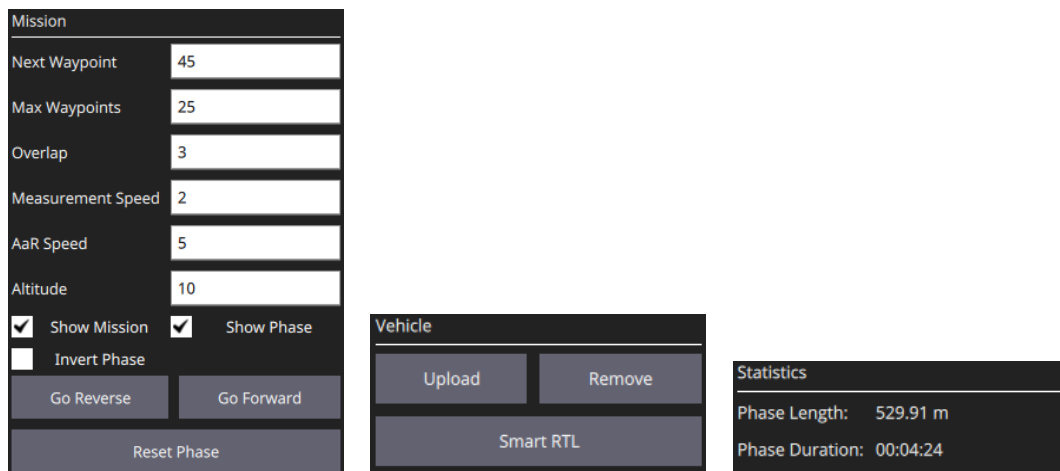 Mission
Next Waypoint 45
Max Waypoints 25
Overlap 3
Measurement Speed 2
AaR Speed 5
Altitude 10
Show Mission Show Phase
Invert Phase
Go Reverse Go Forward
Reset Phase
Vehicle
Upload Remove
Smart RTL
Statistics
Phase Length: 529.91 m
Phase Duration: 00:04:24